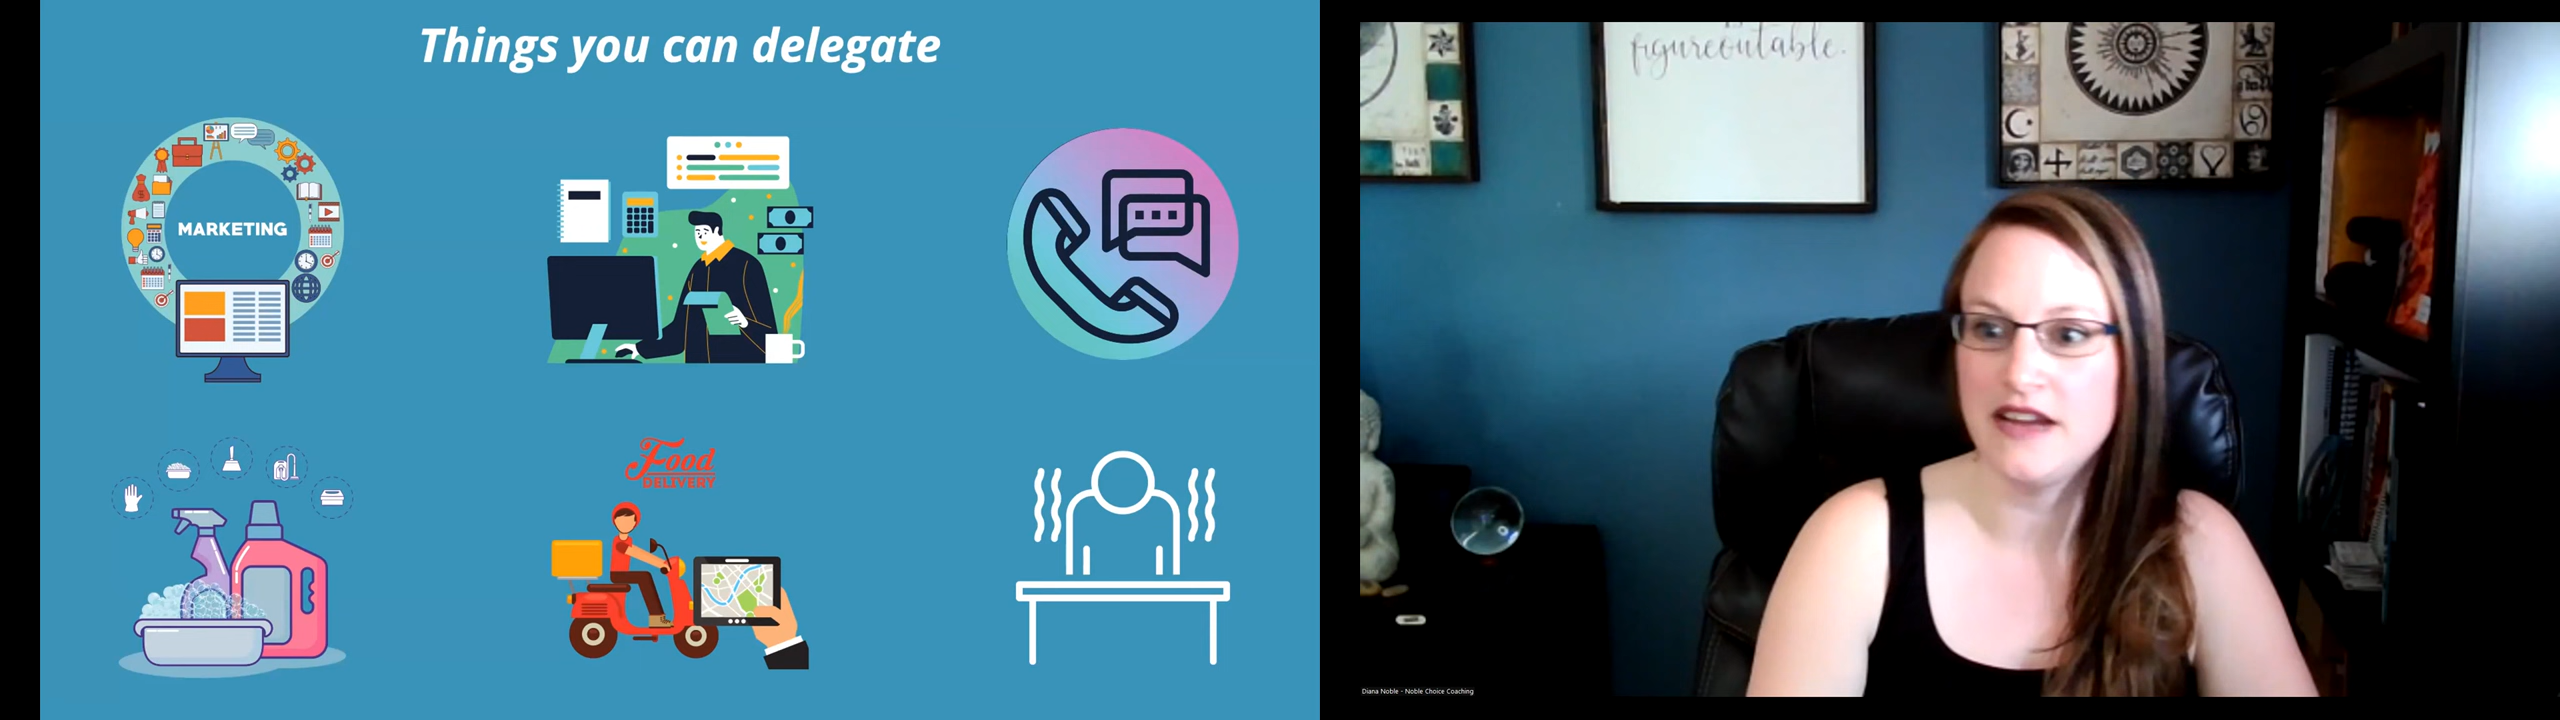 Things you can delegate
MARKETING
Food
DELIVERY
figureoutable.
Diana Noble - Noble Choice Coaching